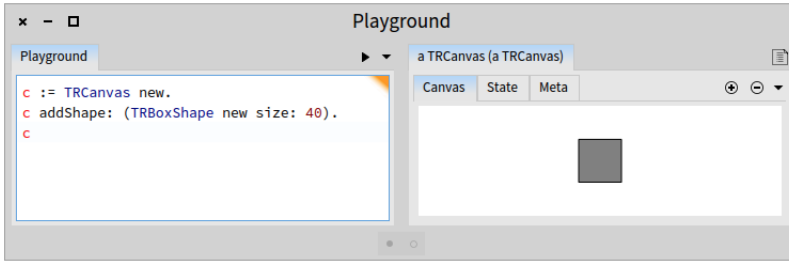 Playground
Playground
a TRCanvas (a TRCanvas)
c := TRCanvas new.
c addShape: (TRBoxShape new size: 40).
c
Canvas State Meta